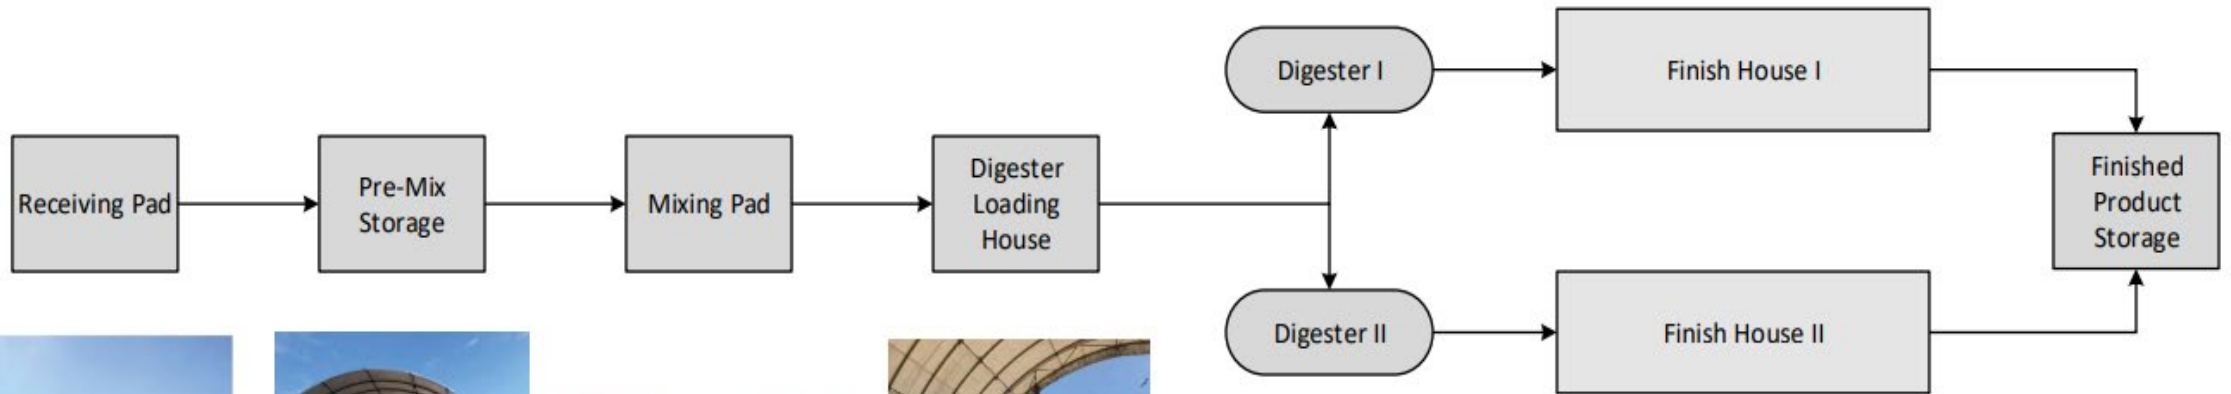 Receiving Pad
Pre-Mix
Storage
Mixing Pad
Digester
Loading
House
Digester I
Finish House I
Digester II
Finish House II
Finished
Product
Storage